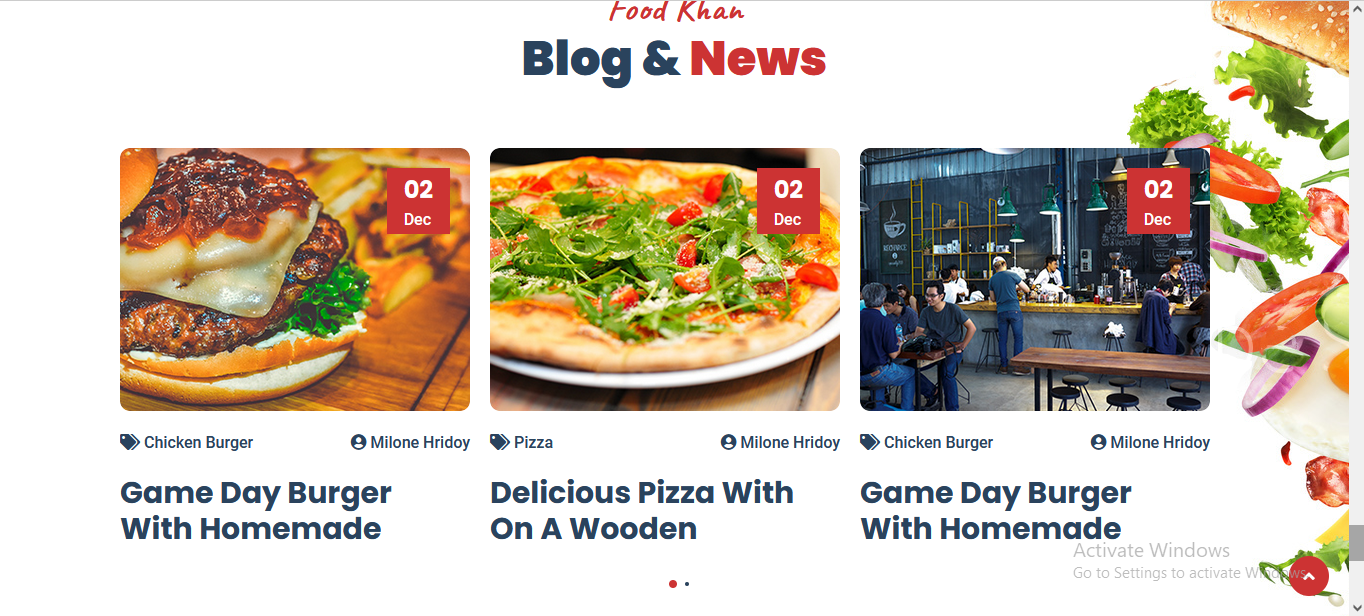 Food Khan
Blog & News
02
Dec
02
Dec
02
Dec
Chicken Burger
Milone Hridoy
Pizza
Milone Hridoy
Chicken Burger
Milone Hridoy
Game Day Burger
With Homemade
Delicious Pizza With
On A Wooden
Game Day Burger
With Homemade
Activate Windows
Go to Settings to activate Windows.